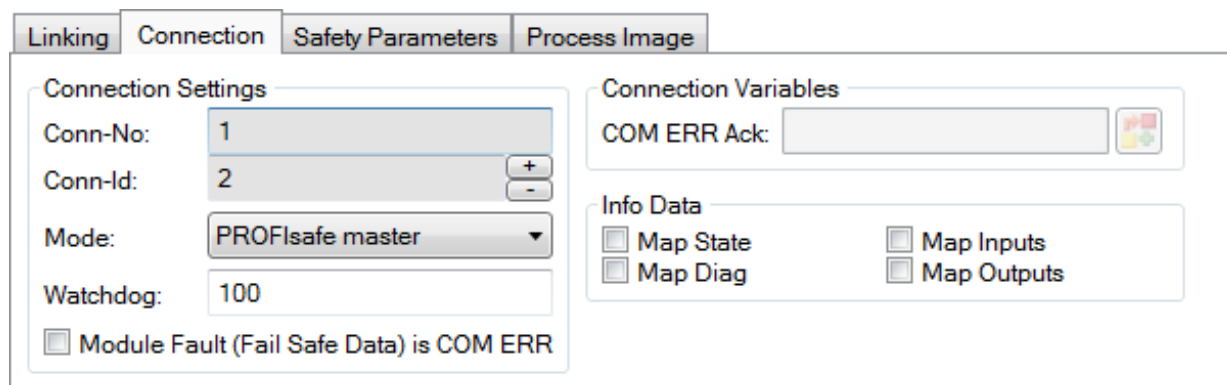 Linking Connection Safety Parameters Process Image
Connection Settings
Conn-No: 1
Conn-Id: 2 + -
Mode: PROFIsafe master
Watchdog: 100
Module Fault (Fail Safe Data) is COM ERR
Connection Variables
COM ERR Ack:
Info Data
Map State Map Inputs
Map Diag Map Outputs